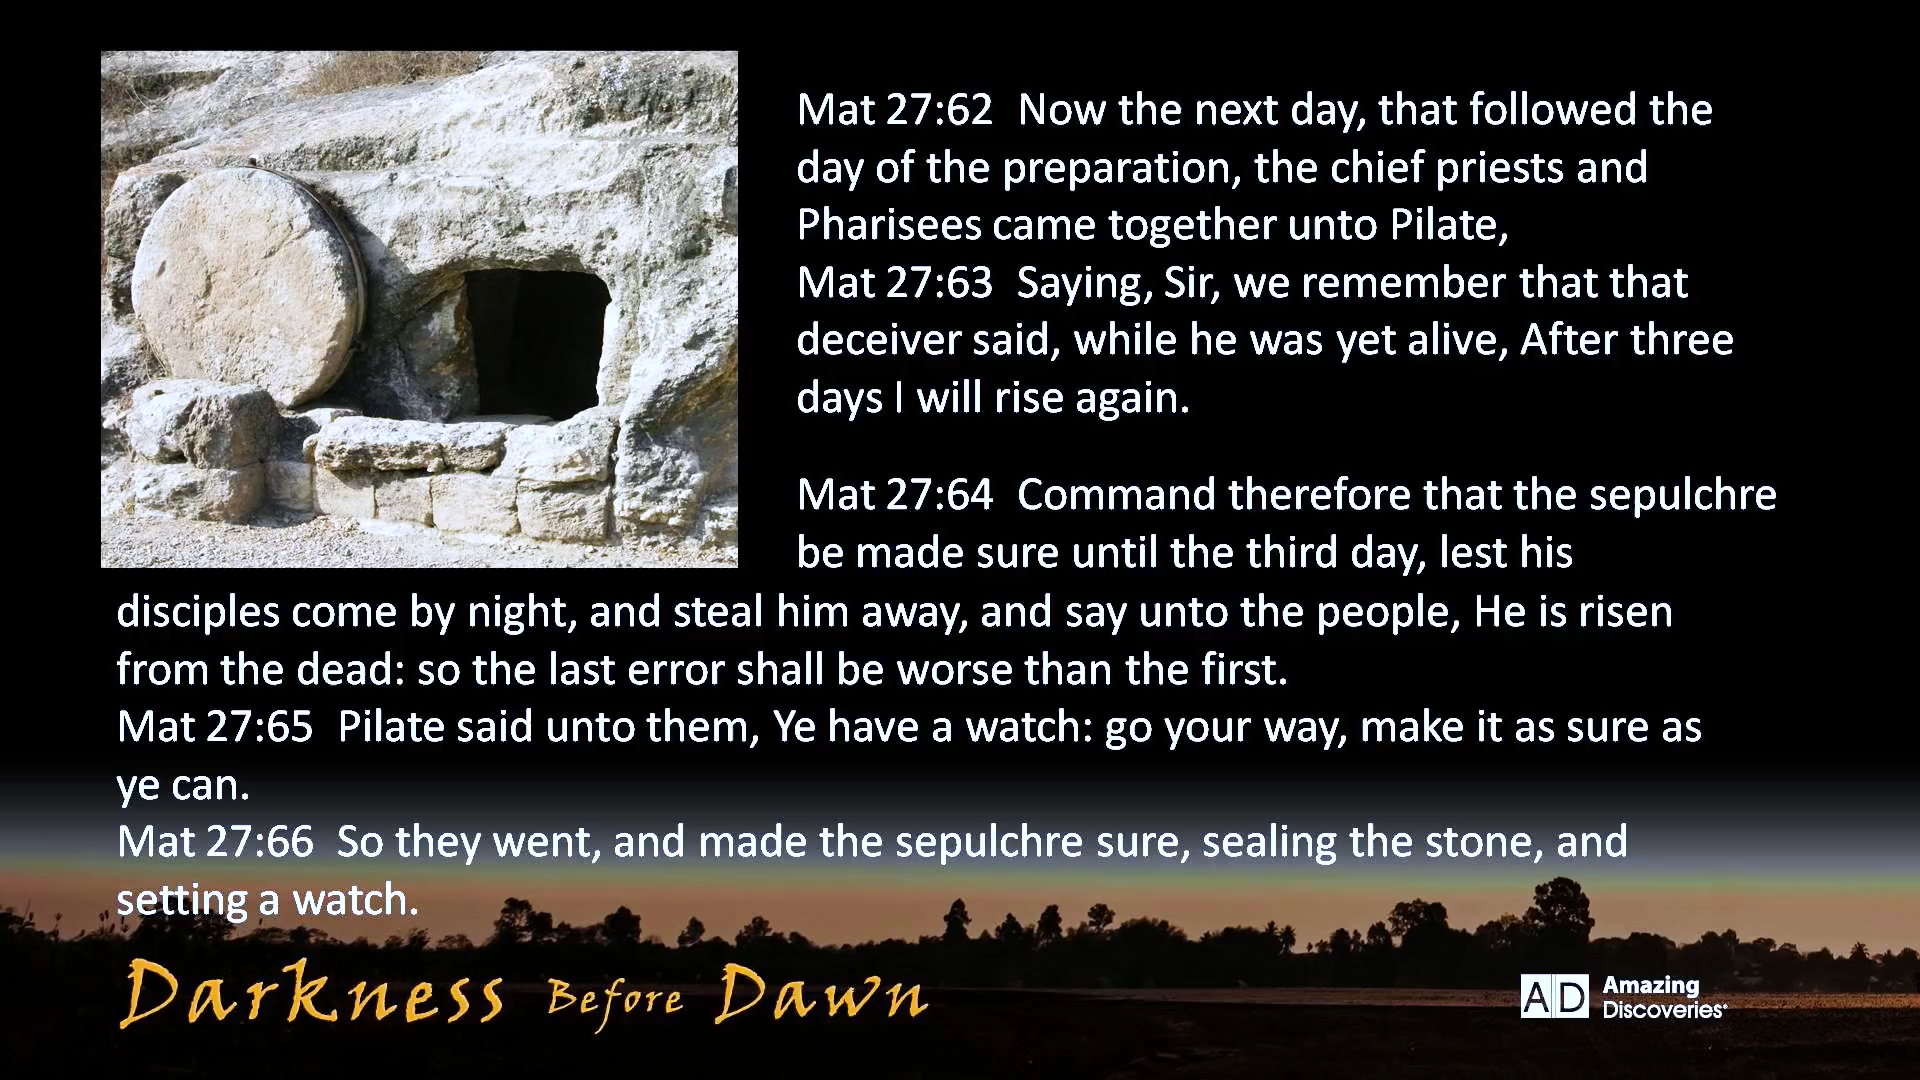 Mat 27:62  Now the next day, that followed the
day of the preparation, the chief priests and
Pharisees came together unto Pilate,
Mat 27:63  Saying, Sir, we remember that that
deceiver said, while he was yet alive, After three
days I will rise again.
Mat 27:64  Command therefore that the sepulchre
be made sure until the third day, lest his
disciples come by night, and steal him away, and say unto the people, He is risen
from the dead: so the last error shall be worse than the first.
Mat 27:65  Pilate said unto them, Ye have a watch: go your way, make it as sure as
ye can.
Mat 27:66  So they went, and made the sepulchre sure, sealing the stone, and
setting a watch.
Darkness Before Dawn
AD Amazing
Discoveries